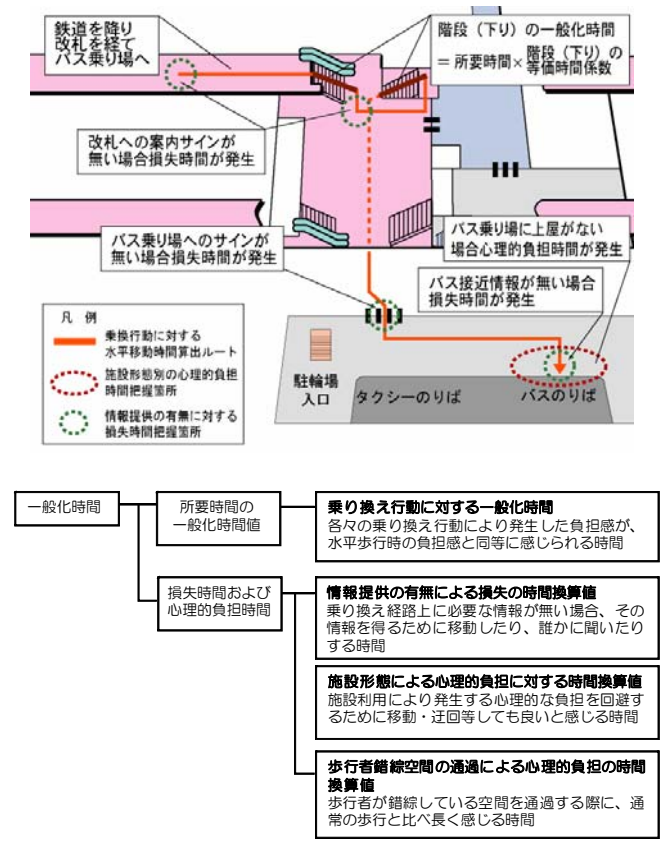 鉄道を降り
改札を経て
バス乗り場へ
階段（下り）の一般化時間
＝所要時間×階段（下り）の
等価時間係数
改札への案内サインが
無い場合損失時間が発生
バス乗り場へのサインが
無い場合損失時間が発生
バス乗り場に上屋がない
場合心理的負担時間が発生
バス接近情報が無い場合
損失時間が発生
凡　例
乗換行動に対する
水平移動時間算出ルート
施設形態別の心理的負担
時間把握箇所
情報提供の有無に対する
損失時間把握箇所
駐輪場
入口
タクシーのりば
バスのりば
一般化時間
所要時間の
一般化時間値
乗り換え行動に対する一般化時間
各々の乗り換え行動により発生した負担感が、
水平歩行時の負担感と同等に感じられる時間
損失時間および
心理的負担時間
情報提供の有無による損失の時間換算値
乗り換え経路上に必要な情報が無い場合、その
情報を得るために移動したり、誰かに聞いたり
する時間
施設形態による心理的負担に対する時間換算値
施設利用により発生する心理的な負担を回避す
るために移動・迂回等しても良いと感じる時間
歩行者錯綜空間の通過による心理的負担の時間
換算値
歩行者が錯綜している空間を通過する際に、通
常の歩行と比べ長く感じる時間